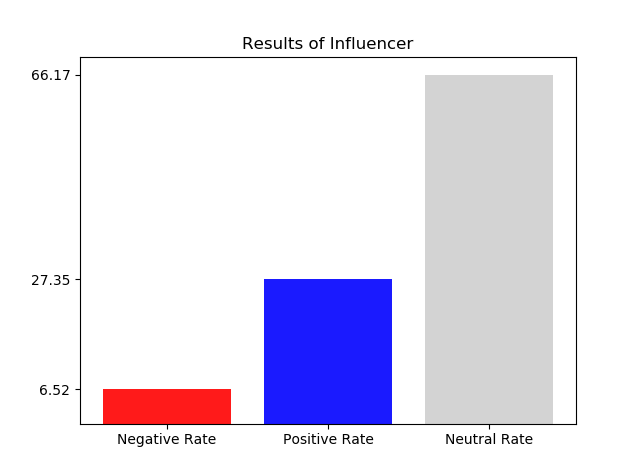 Results of Influencer
66.17
27.35
6.52
Negative Rate
Positive Rate
Neutral Rate